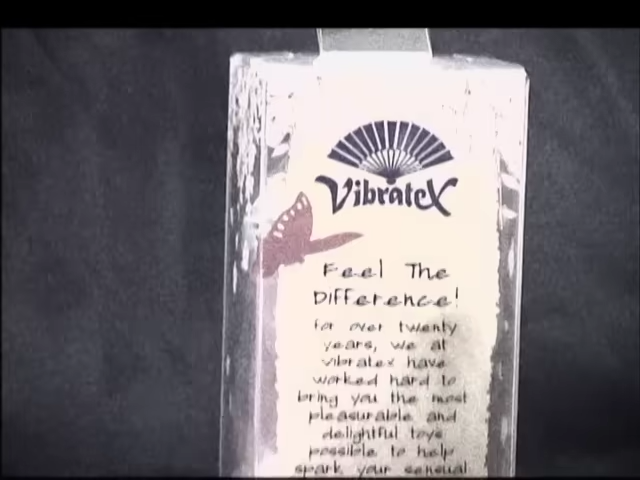 Vibratex
Feel The
Difference!
for over twenty
years, we at
vibratex have
worked hard to
bring you the most
pleasurable and
delightful toys
possible to help
spark your sensual